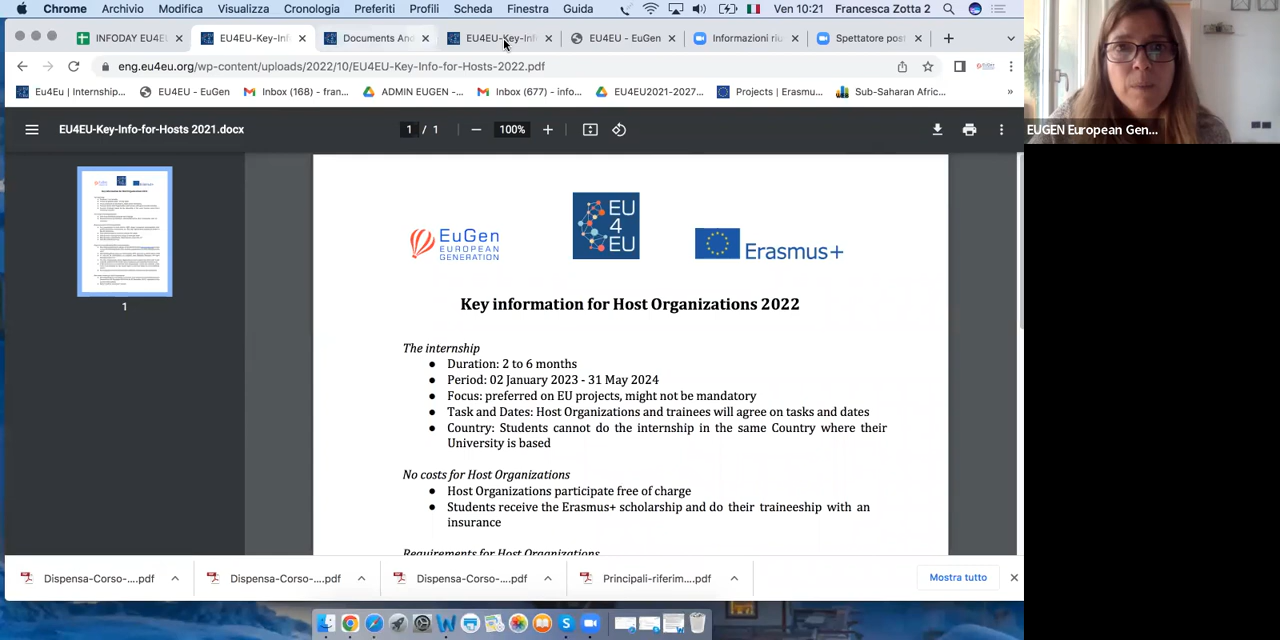 Chrome Archivio Modifica Visualizza Cronologia Preferiti Profili Scheda Finestra Guida Ven 10:21 Francesca Zotta 2
INFODAY EU4E EU4EU-Key-Inf Documents And EU4EU-Key-Inf EU4EU - EuGen Informazioni riu Spettatore post
eng.eu4eu.org/wp-content/uploads/2022/10/EU4EU-Key-Info-for-Hosts-2022.pdf
Eu4Eu | Internship... EU4EU - EuGen Inbox (168) - fran... ADMIN EUGEN -... Inbox (677) - info... EU4EU2021-2027... Projects | Erasmu... Sub-Saharan Afric... »
EU4EU-Key-Info-for-Hosts 2021.docx 1 / 1 100%
EUGEN European Gen...
EuGen
EUROPEAN
GENERATION
EU
4
EU
Erasmus+
Key information for Host Organizations 2022
The internship
● Duration: 2 to 6 months
● Period: 02 January 2023 - 31 May 2024
● Focus: preferred on EU projects, might not be mandatory
● Task and Dates: Host Organizations and trainees will agree on tasks and dates
● Country: Students cannot do the internship in the same Country where their
University is based
No costs for Host Organizations
● Host Organizations participate free of charge
● Students receive the Erasmus+ scholarship and do their traineeship with an
insurance
Requirements for Host Organizations
1
Dispensa-Corso-....pdf Dispensa-Corso-....pdf Dispensa-Corso-....pdf Principali-riferim....pdf Mostra tutto